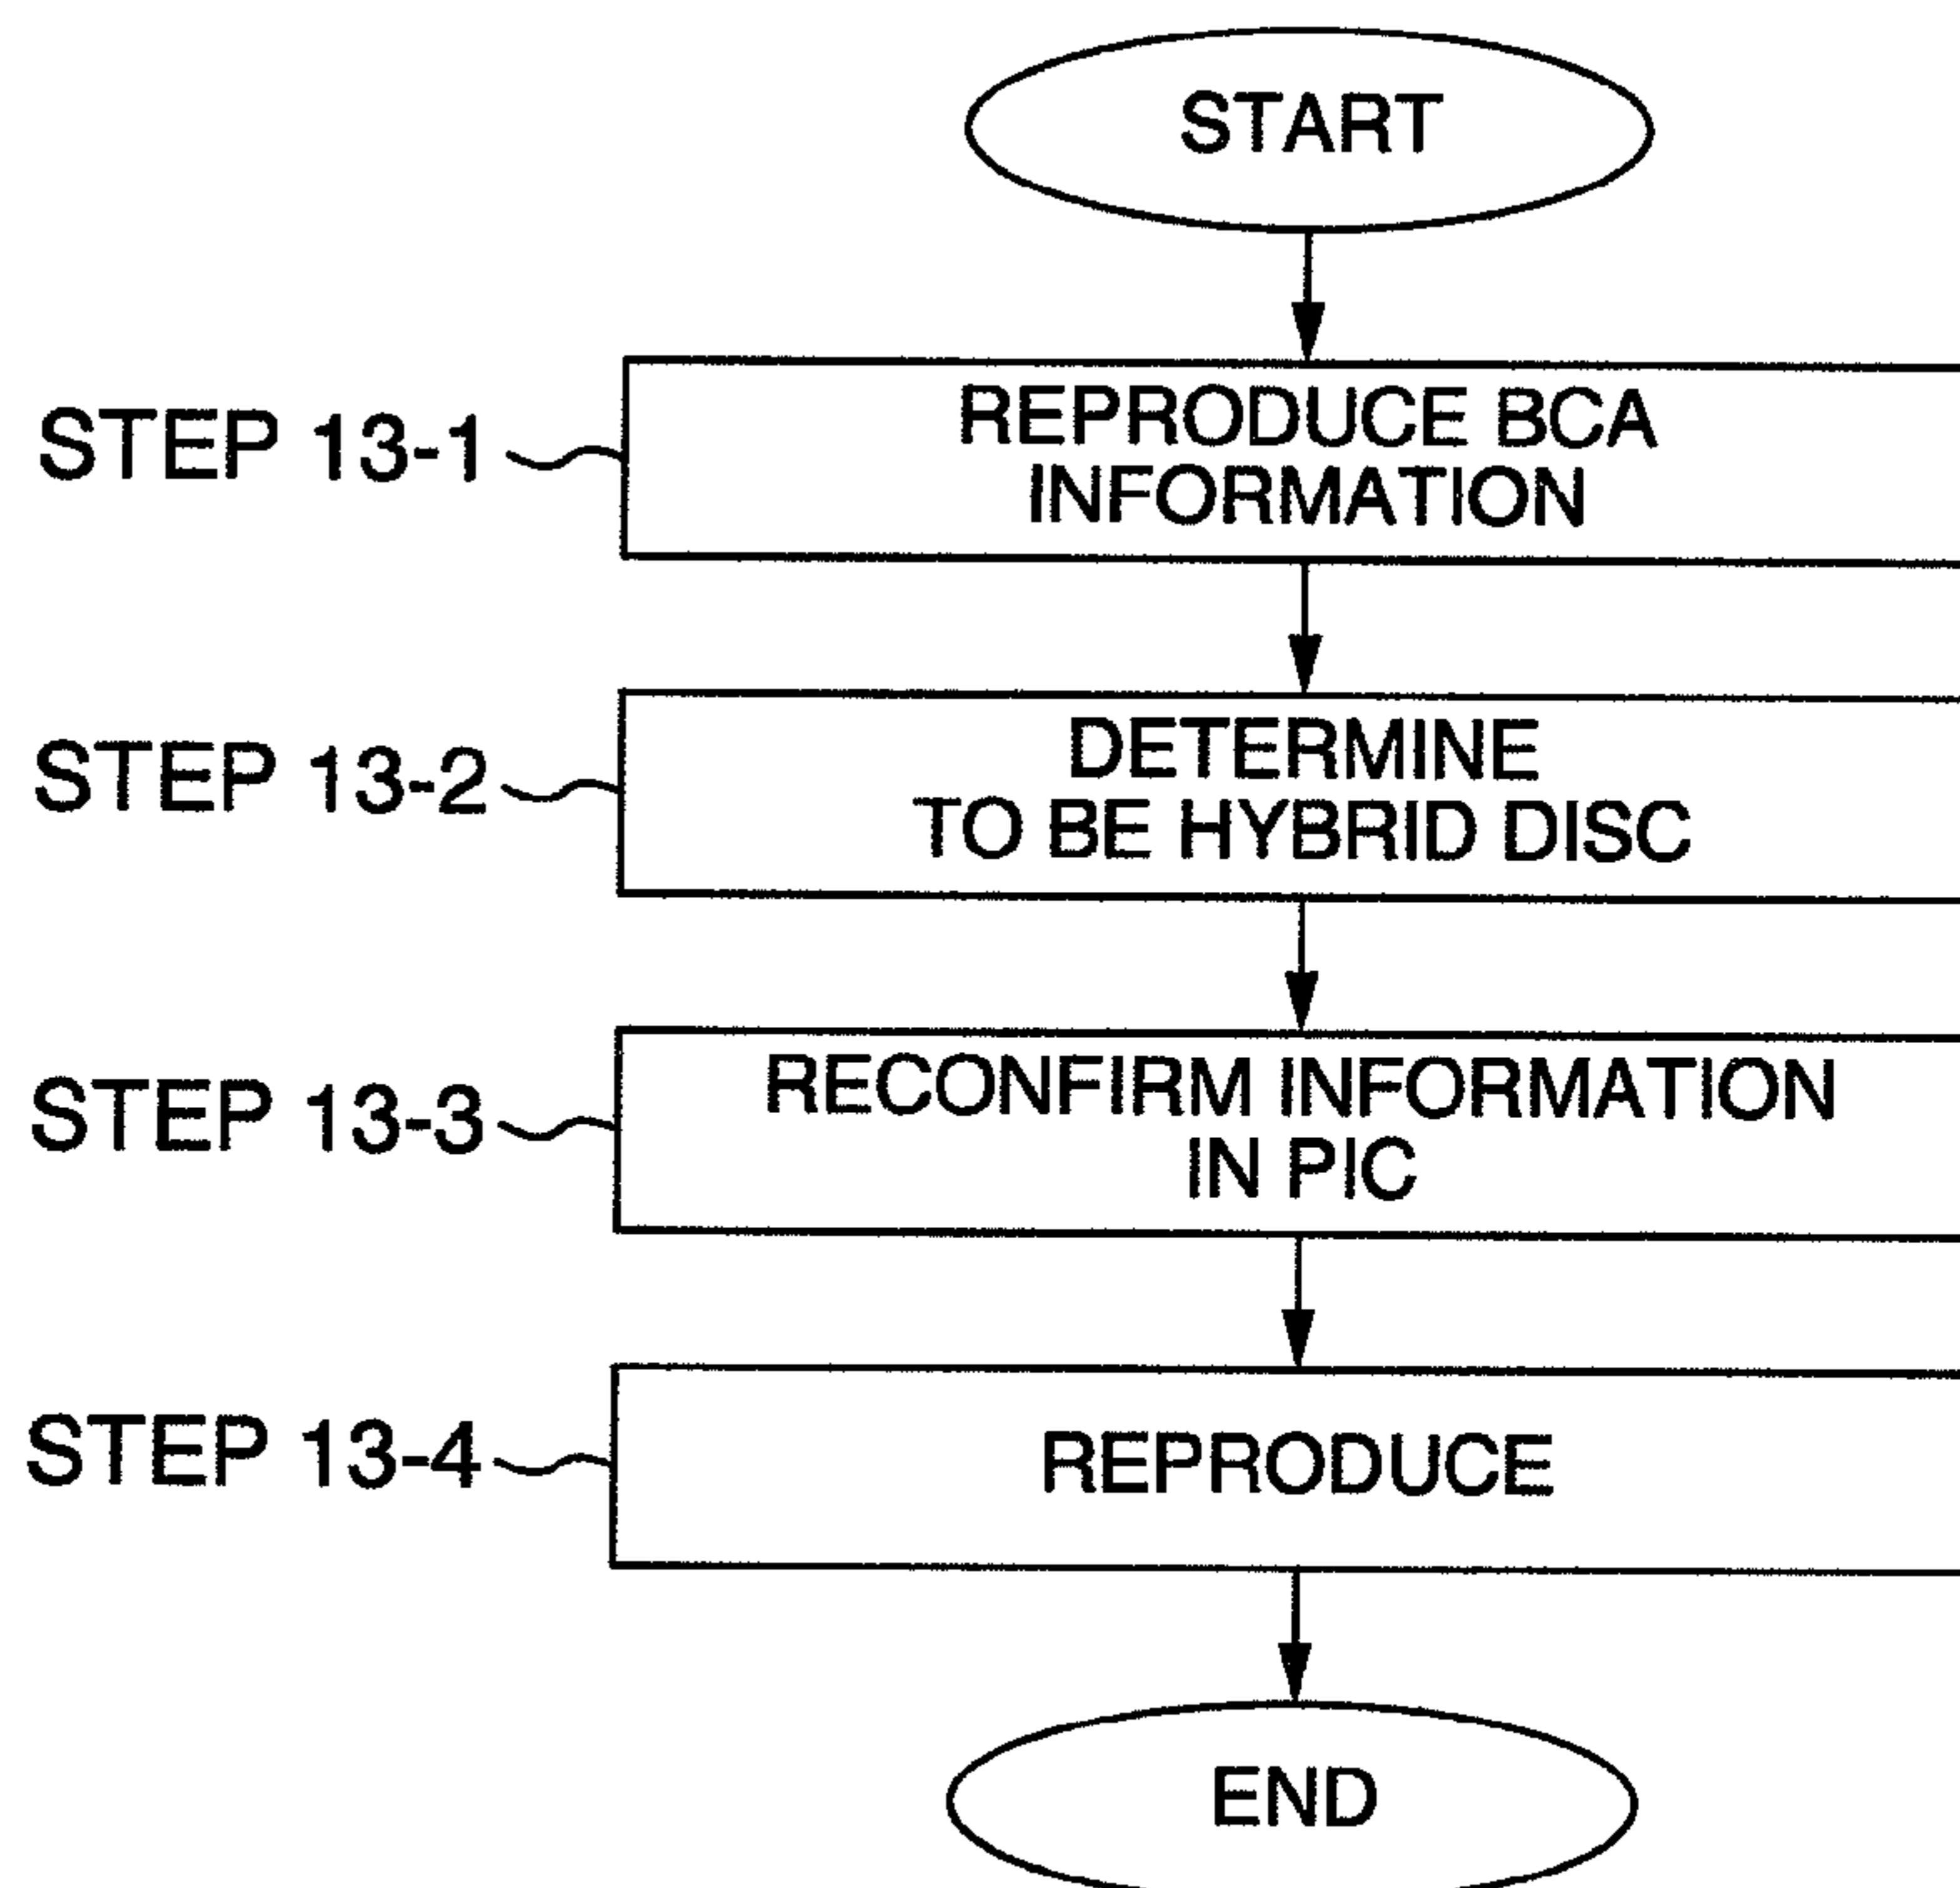 START
STEP 13-1
REPRODUCE BCA
INFORMATION
STEP 13-2
DETERMINE
TO BE HYBRID DISC
STEP 13-3
RECONFIRM INFORMATION
IN PIC
STEP 13-4
REPRODUCE
END